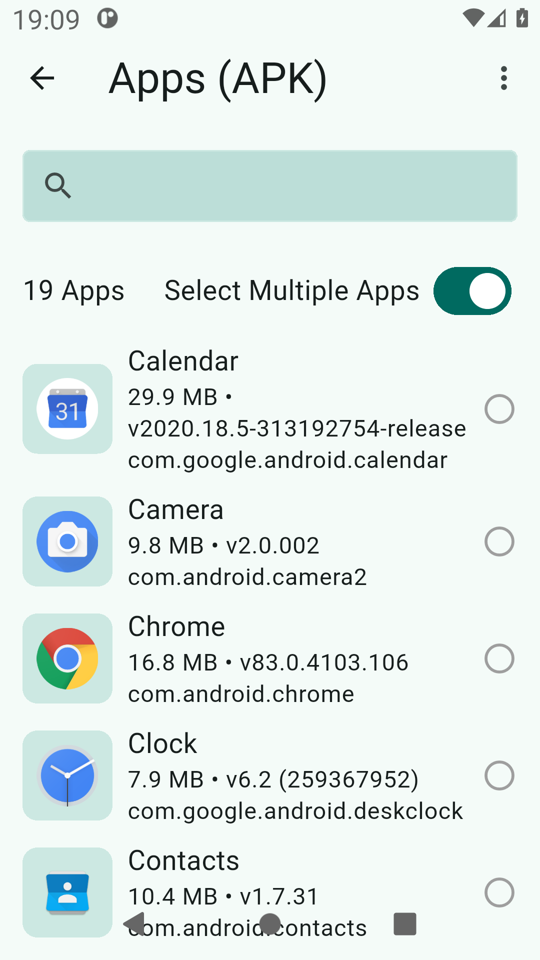 19:09
Apps (APK)
19 Apps
Select Multiple Apps
Calendar
29.9 MB •
v2020.18.5-313192754-release
com.google.android.calendar
31
Camera
9.8 MB • v2.0.002
com.android.camera2
Chrome
16.8 MB • v83.0.4103.106
com.android.chrome
Clock
7.9 MB • v6.2 (259367952)
com.google.android.deskclock
Contacts
10.4 MB • v1.7.31
com.android.contacts